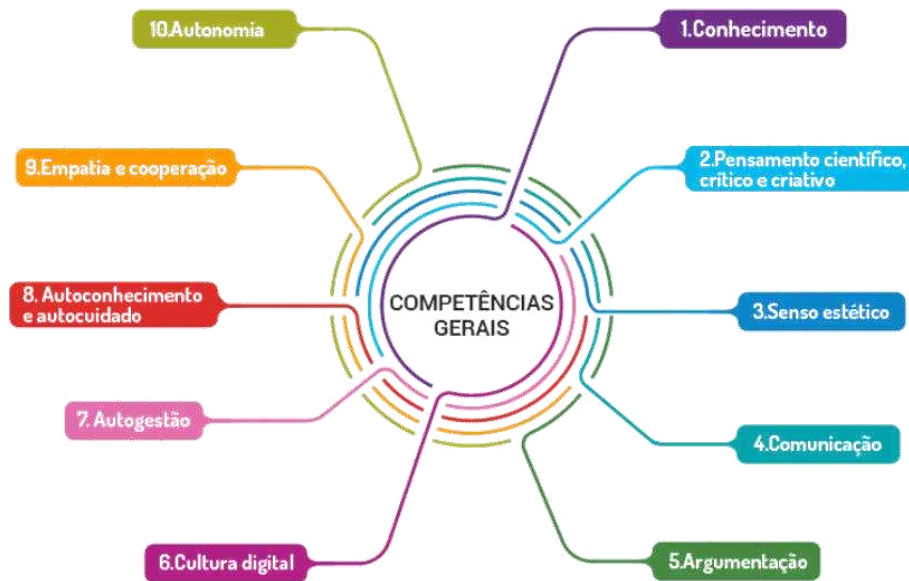 COMPETÊNCIAS
GERAIS
1.Conhecimento
2.Pensamento científico,
crítico e criativo
3.Senso estético
4.Comunicação
5.Argumentação
6.Cultura digital
7. Autogestão
8. Autoconhecimento
e autocuidado
9.Empatia e cooperação
10.Autonomia